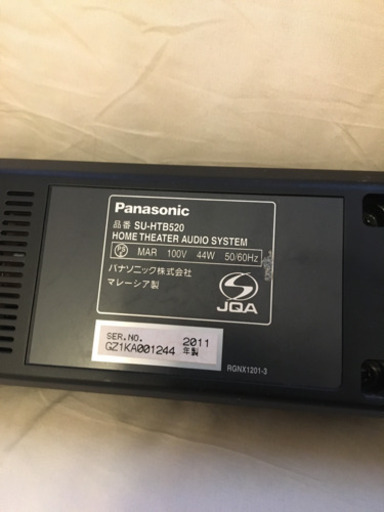 Panasonic
品番 SU-HTB520
HOME THEATER AUDIO SYSTEM
PS E MAR 100V 44W 50/60Hz
パナソニック株式会社
マレーシア製
JQA
SER.NO. 2011
GZ1KA001244 年製
RGNX1201-3